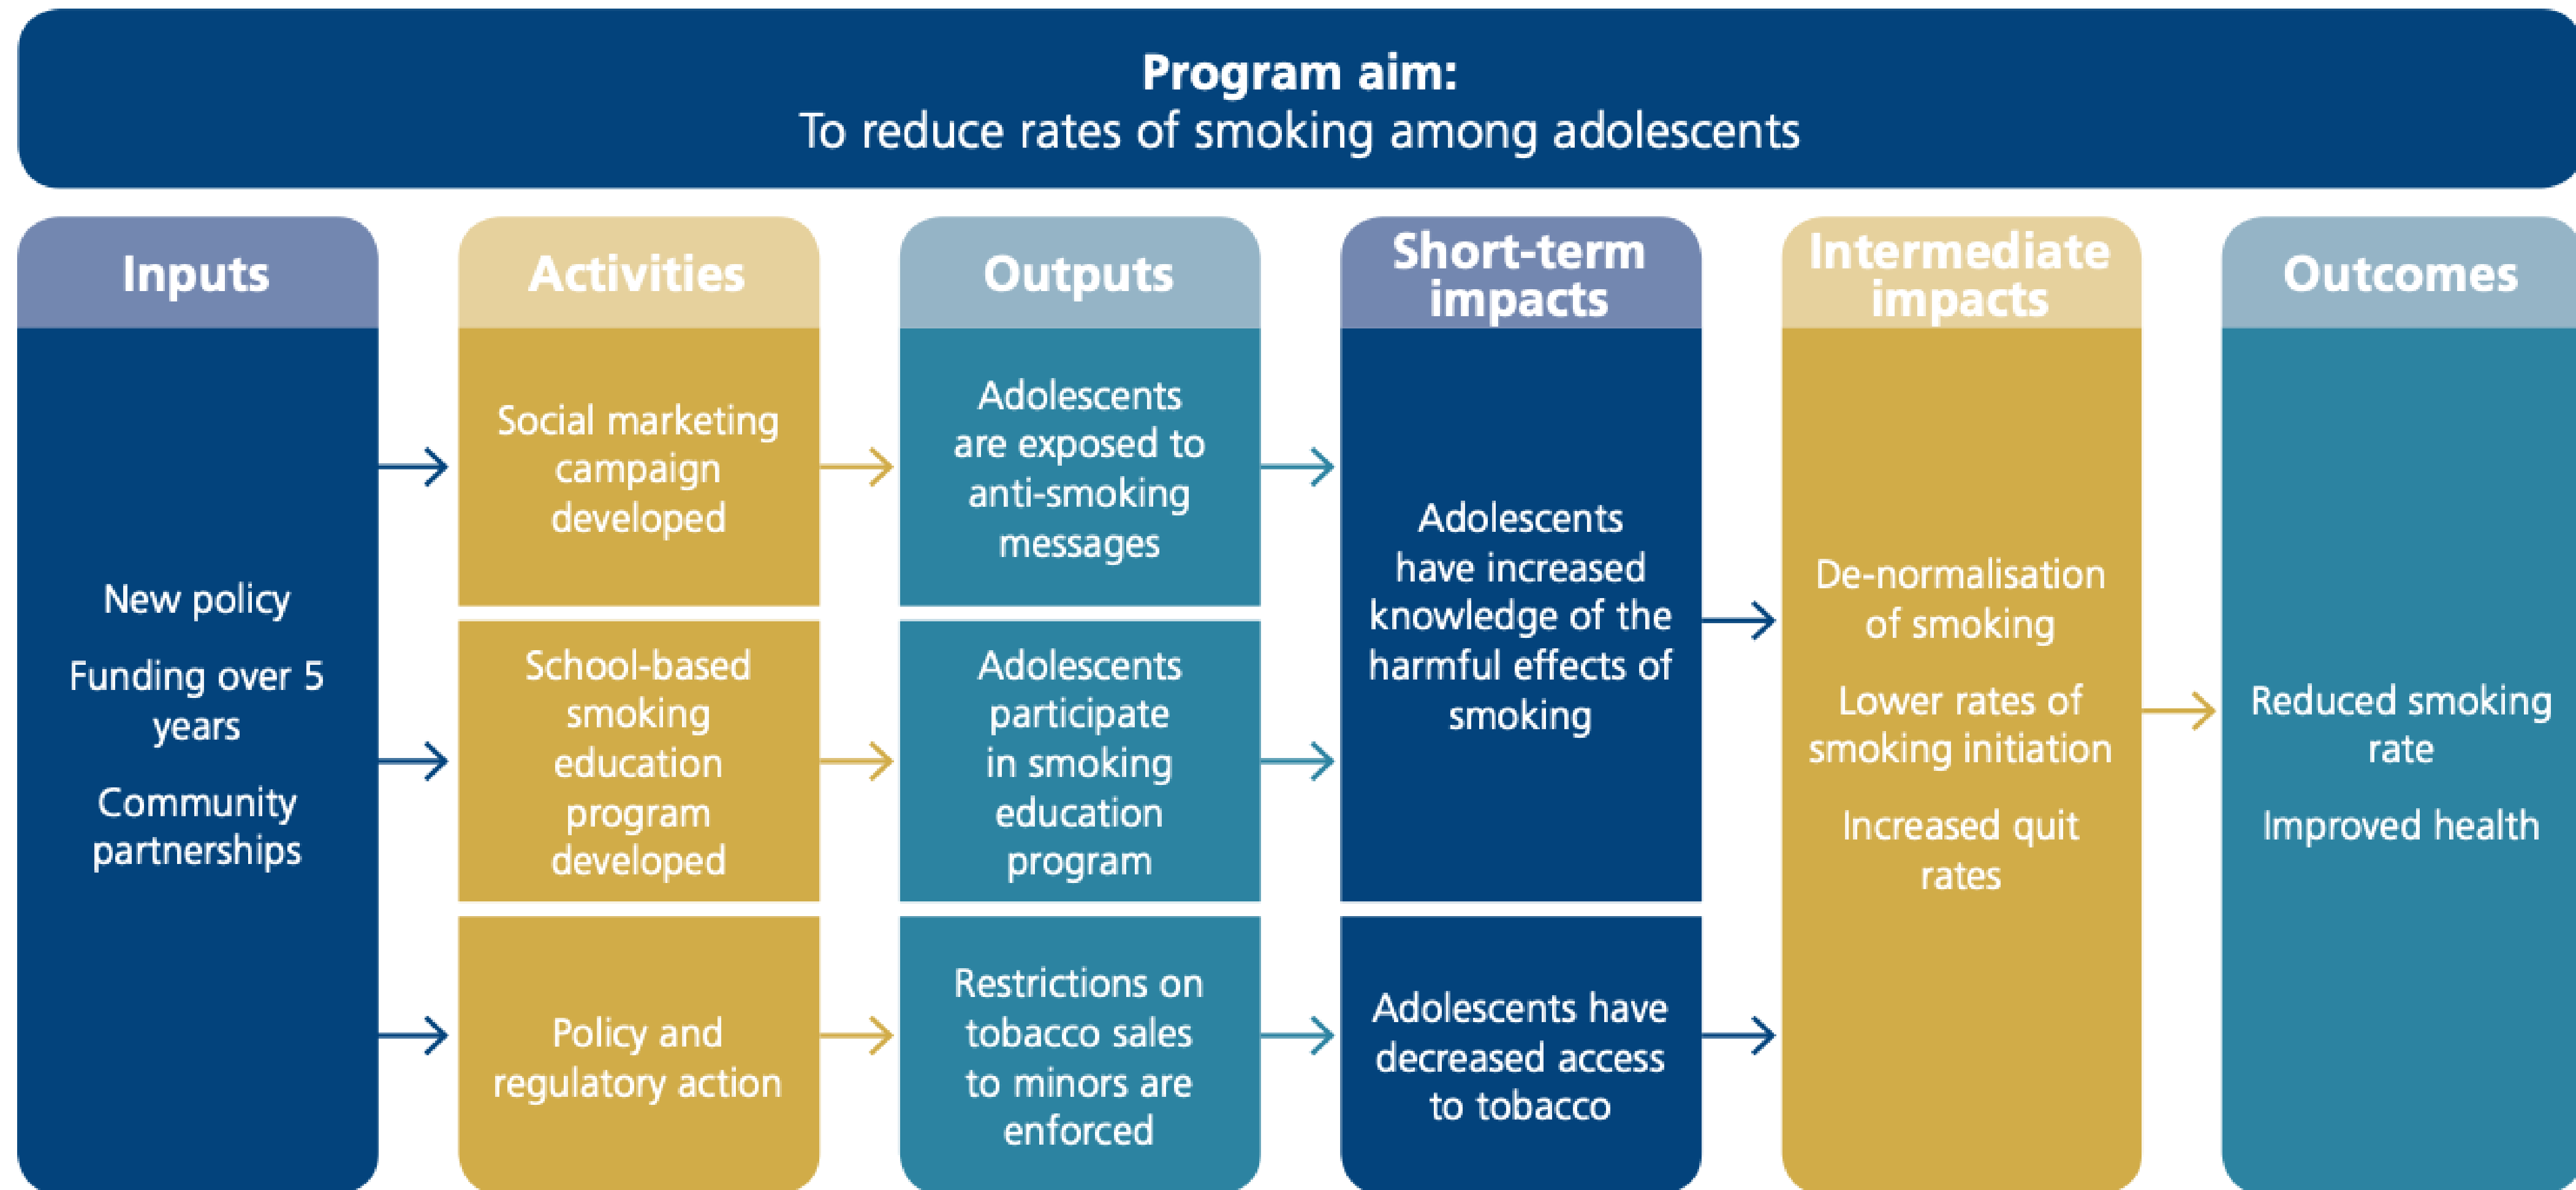 Program aim:
To reduce rates of smoking among adolescents
Inputs
New policy
Funding over 5
years
Community
partnerships
Activities
Social marketing
campaign
developed
School-based
smoking
education
program
developed
Policy and
regulatory action
Outputs
Adolescents
are exposed to
anti-smoking
messages
Adolescents
participate
in smoking
education
program
Restrictions on
tobacco sales
to minors are
enforced
Short-term
impacts
Adolescents
have increased
knowledge of the
harmful effects of
smoking
Adolescents have
decreased access
to tobacco
Intermediate
impacts
De-normalisation
of smoking
Lower rates of
smoking initiation
Increased quit
rates
Outcomes
Reduced smoking
rate
Improved health